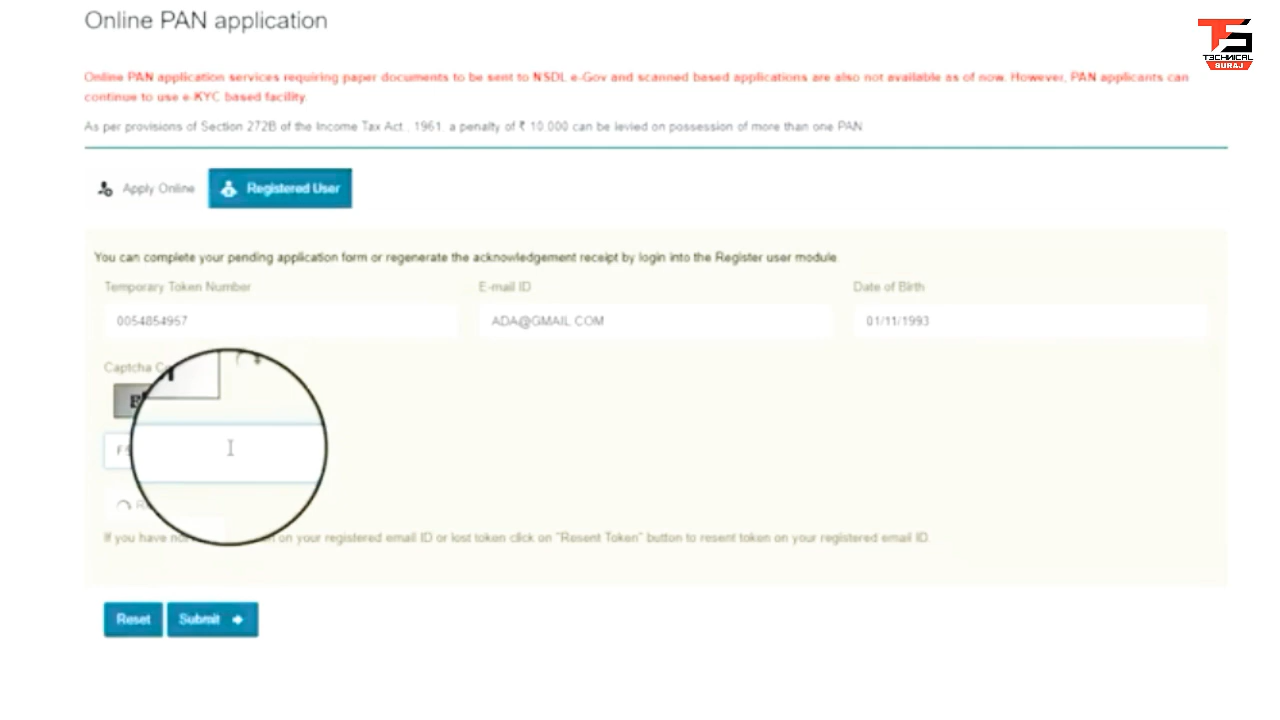 Online PAN application
TS
TECHNICAL
SURAJ
Online PAN application services requiring paper documents to be sent to NSDL e-Gov and scanned based applications are also not available as of now. However, PAN applicants can
continue to use e-KYC based facility.
As per provisions of Section 272B of the Income Tax Act., 1961, a penalty of ₹ 10,000 can be levied on possession of more than one PAN
Apply Online
Registered User
You can complete your pending application form or regenerate the acknowledgement receipt by login into the Register user module
Temporary Token Number
E-mail ID
Date of Birth
0054854957
ADA@GMAIL.COM
01/11/1993
Captcha
If you have on your registered email ID or lost token click on "Resent Token" button to resent token on your registered email ID.
Reset
Submit